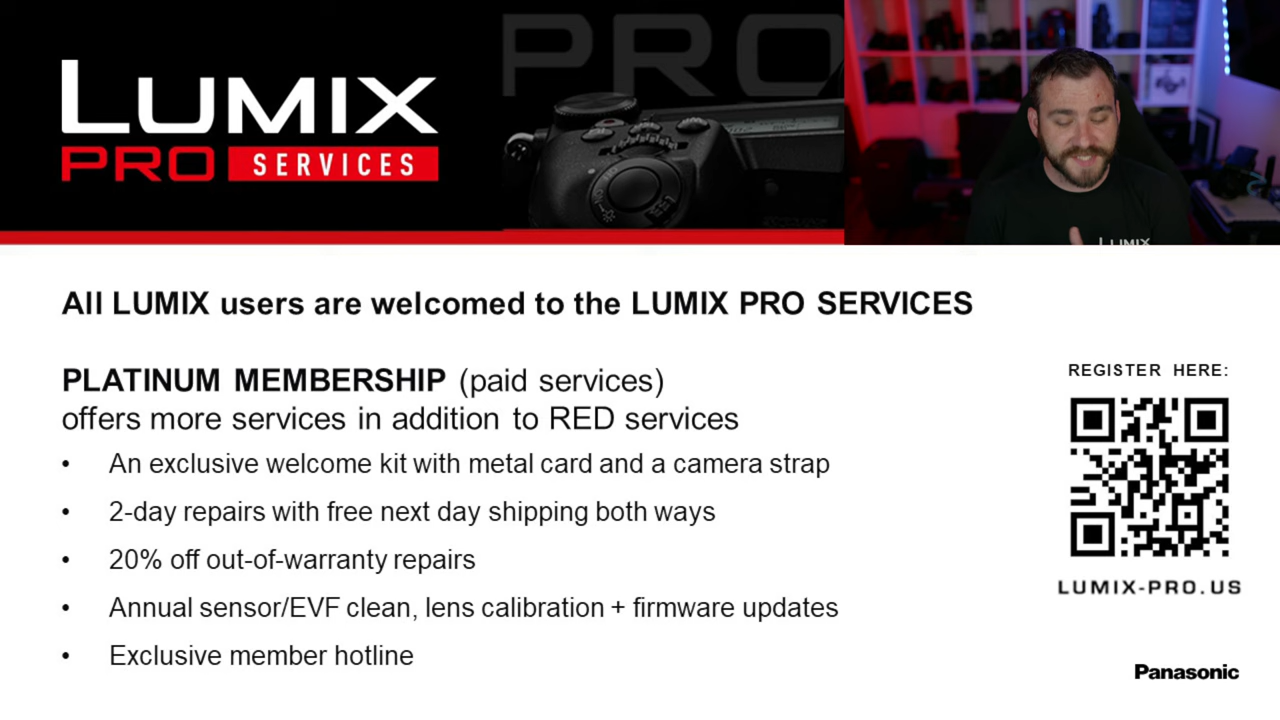 PRO
LUMIX
PRO SERVICES
LUMIX
All LUMIX users are welcomed to the LUMIX PRO SERVICES
PLATINUM MEMBERSHIP (paid services)
offers more services in addition to RED services
• An exclusive welcome kit with metal card and a camera strap
• 2-day repairs with free next day shipping both ways
• 20% off out-of-warranty repairs
• Annual sensor/EVF clean, lens calibration + firmware updates
• Exclusive member hotline
REGISTER HERE:
LUMIX-PRO.US
Panasonic